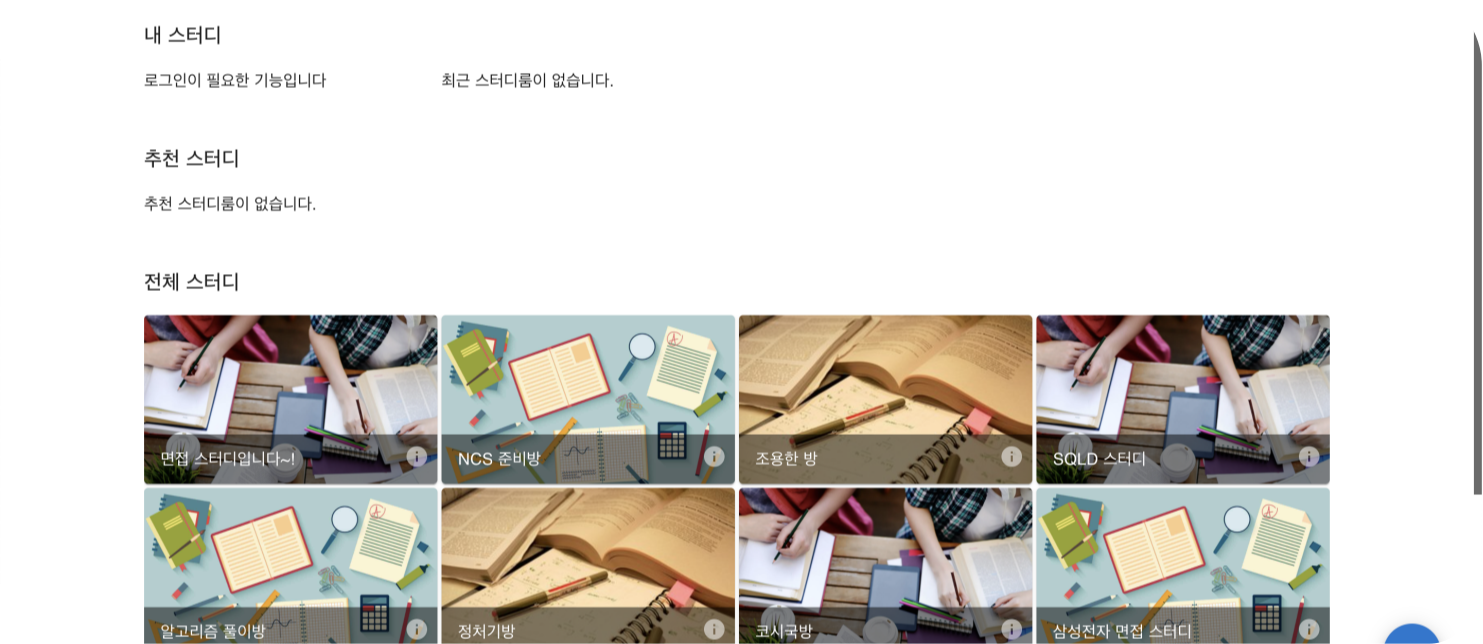 내 스터디
로그인이 필요한 기능입니다
최근 스터디룸이 없습니다.
추천 스터디
추천 스터디룸이 없습니다.
전체 스터디
면접 스터디입니다~!
NCS 준비방
조용한 방
SQLD 스터디
알고리즘 풀이방
정처기방
코시국방
삼성전자 면접 스터디